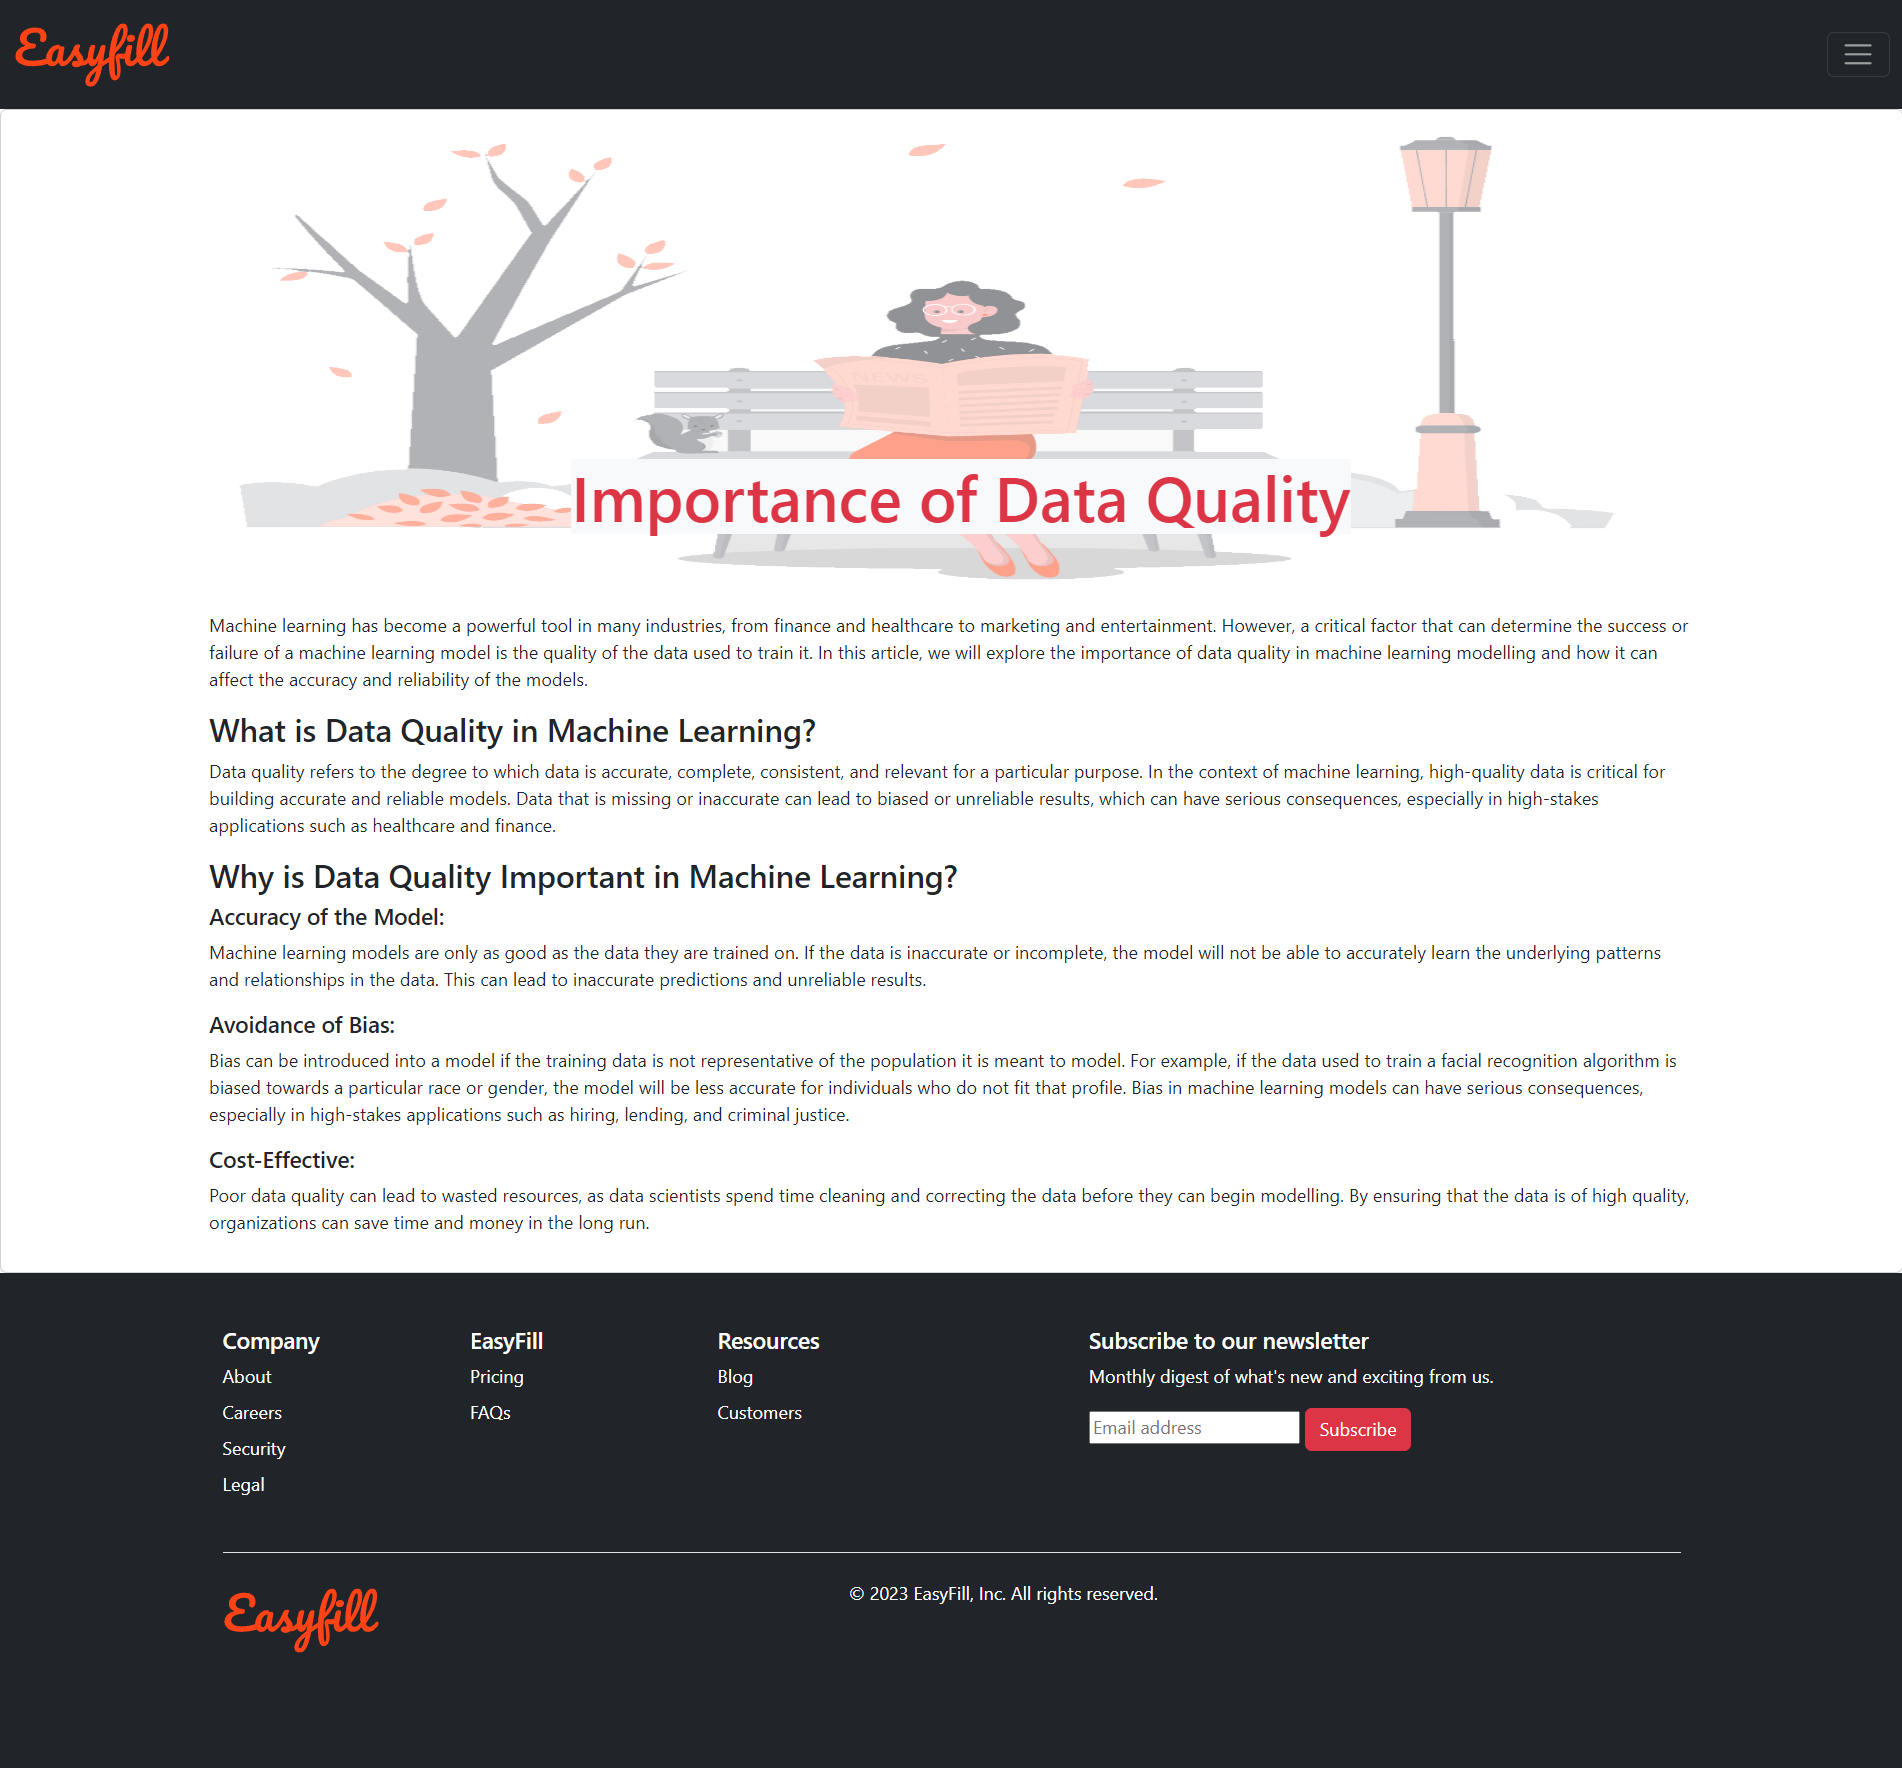 Easyfill
NEWS
Importance of Data Quality
Machine learning has become a powerful tool in many industries, from finance and healthcare to marketing and entertainment. However, a critical factor that can determine the success or
failure of a machine learning model is the quality of the data used to train it. In this article, we will explore the importance of data quality in machine learning modelling and how it can
affect the accuracy and reliability of the models.
What is Data Quality in Machine Learning?
Data quality refers to the degree to which data is accurate, complete, consistent, and relevant for a particular purpose. In the context of machine learning, high-quality data is critical for
building accurate and reliable models. Data that is missing or inaccurate can lead to biased or unreliable results, which can have serious consequences, especially in high-stakes
applications such as healthcare and finance.
Why is Data Quality Important in Machine Learning?
Accuracy of the Model:
Machine learning models are only as good as the data they are trained on. If the data is inaccurate or incomplete, the model will not be able to accurately learn the underlying patterns
and relationships in the data. This can lead to inaccurate predictions and unreliable results.
Avoidance of Bias:
Bias can be introduced into a model if the training data is not representative of the population it is meant to model. For example, if the data used to train a facial recognition algorithm is
biased towards a particular race or gender, the model will be less accurate for individuals who do not fit that profile. Bias in machine learning models can have serious consequences,
especially in high-stakes applications such as hiring, lending, and criminal justice.
Cost-Effective:
Poor data quality can lead to wasted resources, as data scientists spend time cleaning and correcting the data before they can begin modelling. By ensuring that the data is of high quality,
organizations can save time and money in the long run.
Company
About
Careers
Security
Legal
EasyFill
Pricing
FAQs
Resources
Blog
Customers
Subscribe to our newsletter
Monthly digest of what's new and exciting from us.
Email address
Subscribe
Easyfill
© 2023 EasyFill, Inc. All rights reserved.